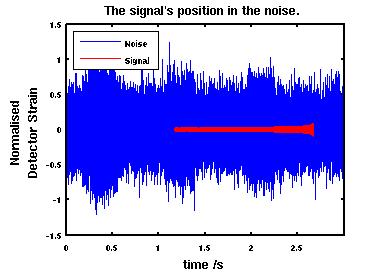 The signal's position in the noise.
Noise
Signal
Normalised
Detector Strain
1.5
1
0.5
0
-0.5
-1
-1.5
0
0.5
1
1.5
2
2.5
time /s